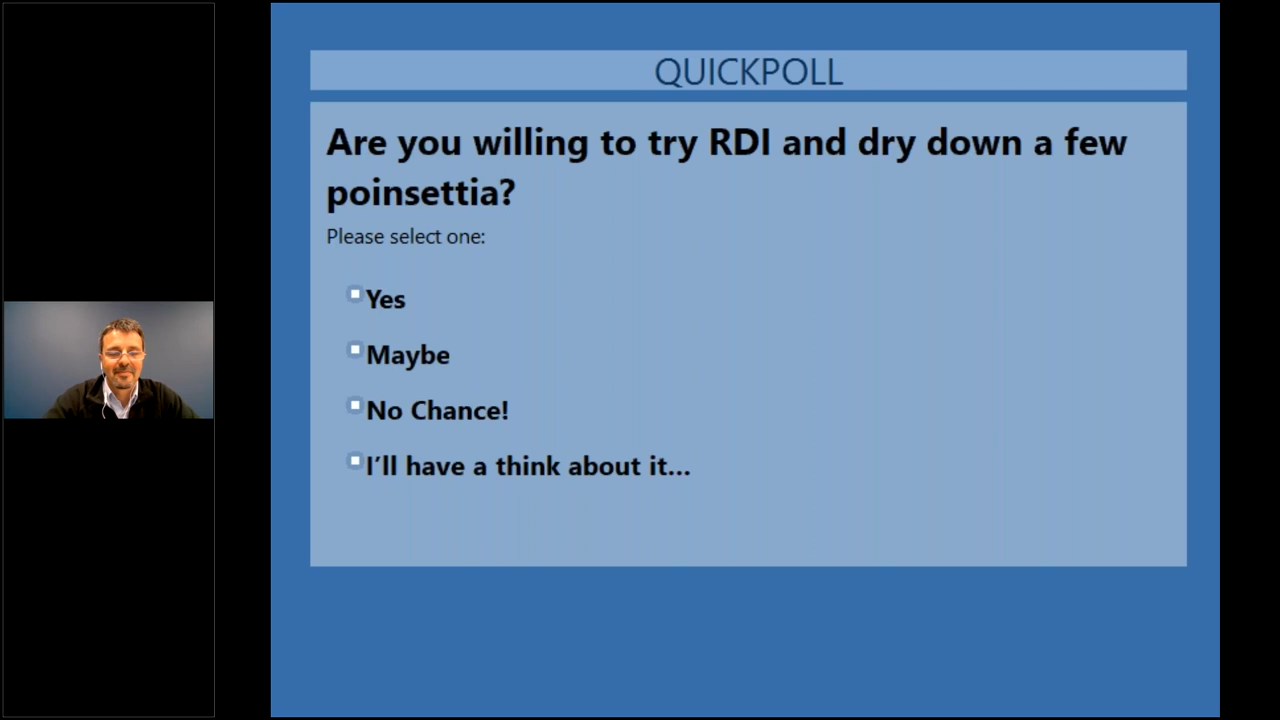 QUICKPOLL
Are you willing to try RDI and dry down a few
poinsettia?
Please select one:
Yes
Maybe
No Chance!
I’ll have a think about it...